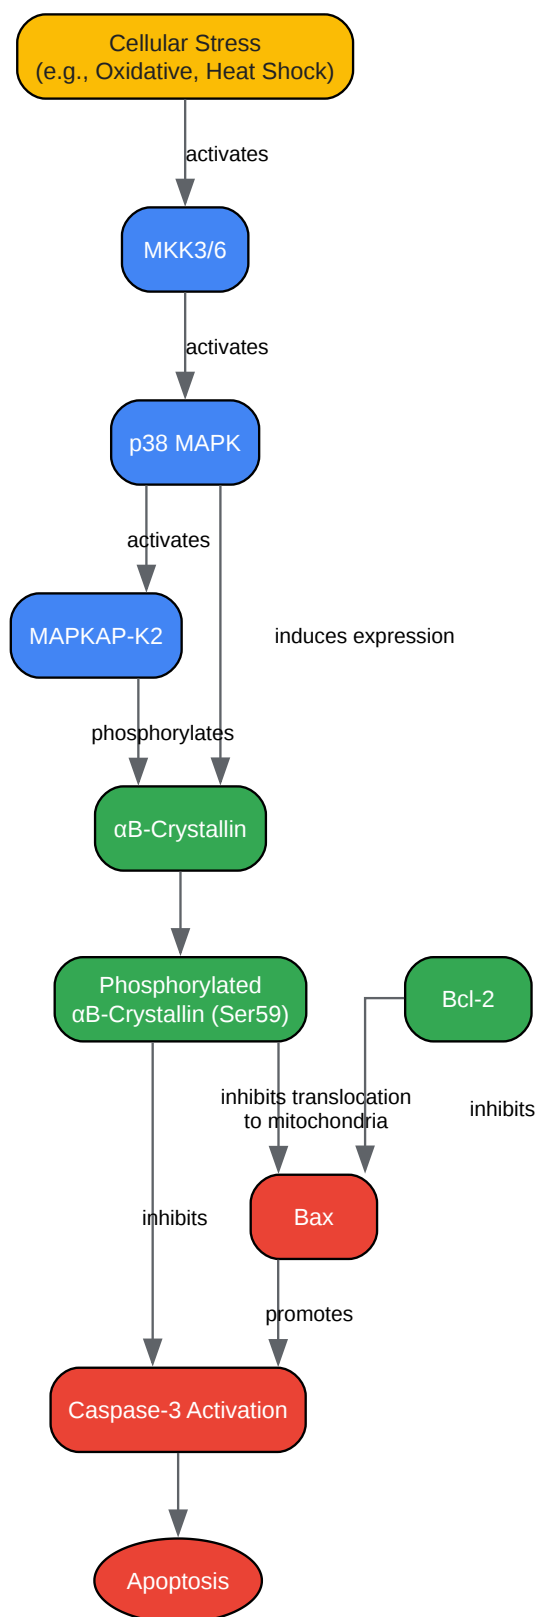 Cellular Stress
(e.g., Oxidative, Heat Shock)
activates
MKK3/6
activates
p38 MAPK
activates
MAPKAP-K2
induces expression
phosphorylates
αB-Crystallin
Phosphorylated
αB-Crystallin (Ser59)
Bcl-2
inhibits translocation
to mitochondria
inhibits
Bax
inhibits
promotes
Caspase-3 Activation
Apoptosis